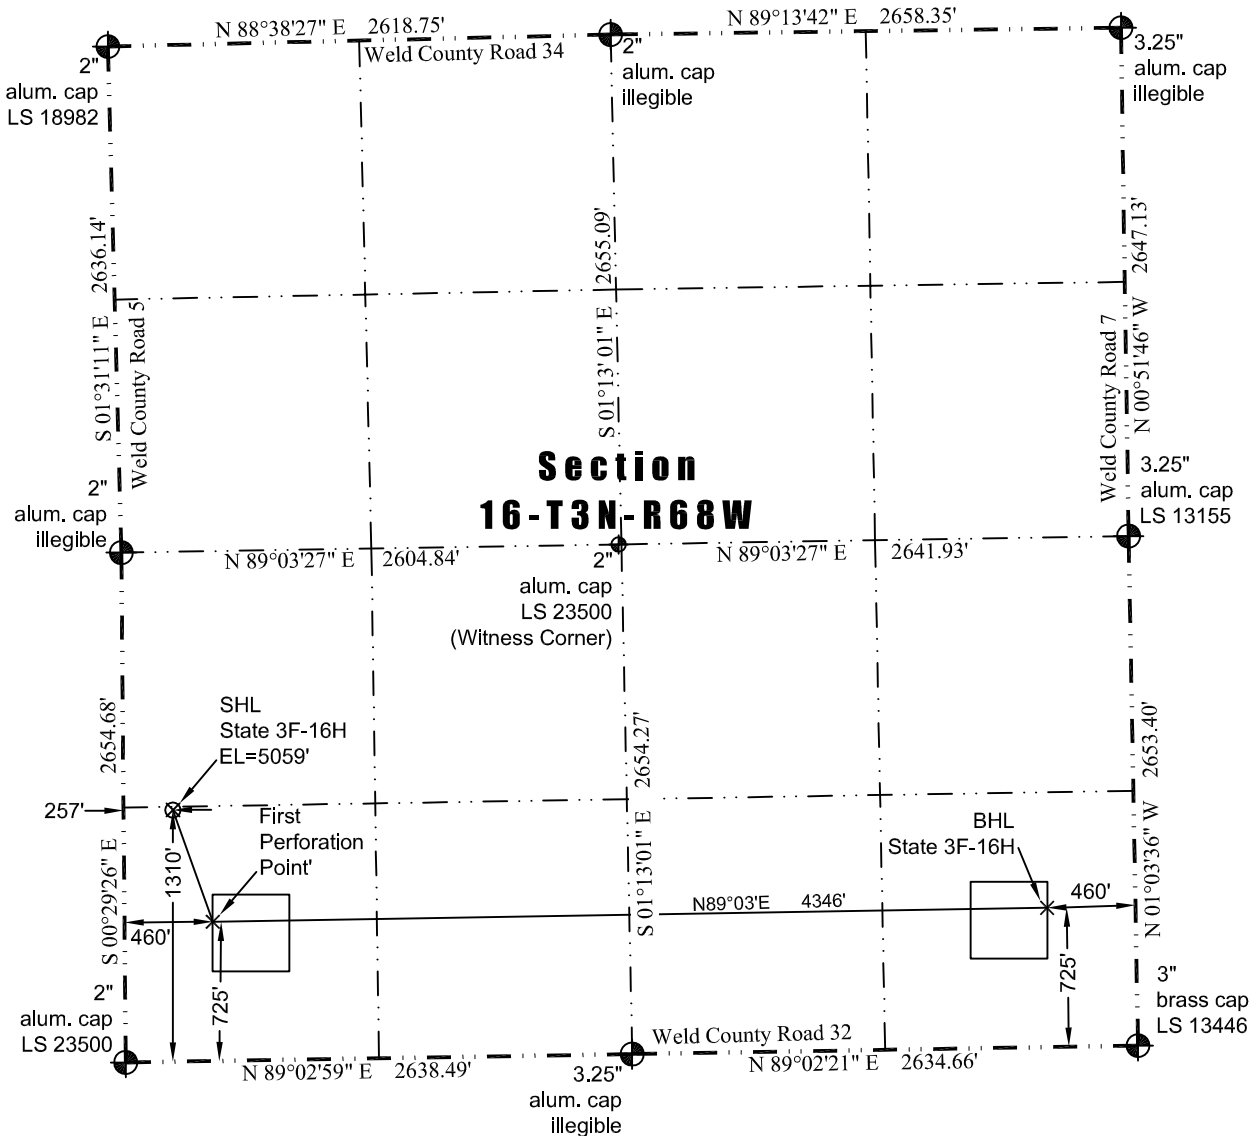 N 88°38'27" E 2618.75'
N 89°13'42" E 2658.35'
Weld County Road 34
2"
alum. cap
LS 18982
2"
alum. cap
illegible
3.25"
alum. cap
illegible
2636.14'
S 01°31'11" E
Weld County Road 5
2655.09'
S 01°13' 01" E
2647.13'
N 00°51'46" W
Weld County Road 7
Section
16-T3N-R68W
2"
alum. cap
illegible
3.25"
alum. cap
LS 13155
N 89°03'27" E 2604.84'
N 89°03'27" E 2641.93'
2"
alum. cap
LS 23500
(Witness Corner)
2654.68'
S 00°29'26" E
SHL
State 3F-16H
EL=5059'
257'
1310'
First
Perforation
Point'
2654.27'
S 01°13'01" E
2653.40'
N 01°03'36" W
BHL
State 3F-16H
460'
N89°03'E 4346'
460'
725'
725'
2"
alum. cap
LS 23500
3"
brass cap
LS 13446
Weld County Road 32
N 89°02'59" E 2638.49'
N 89°02'21" E 2634.66'
3.25"
alum. cap
illegible